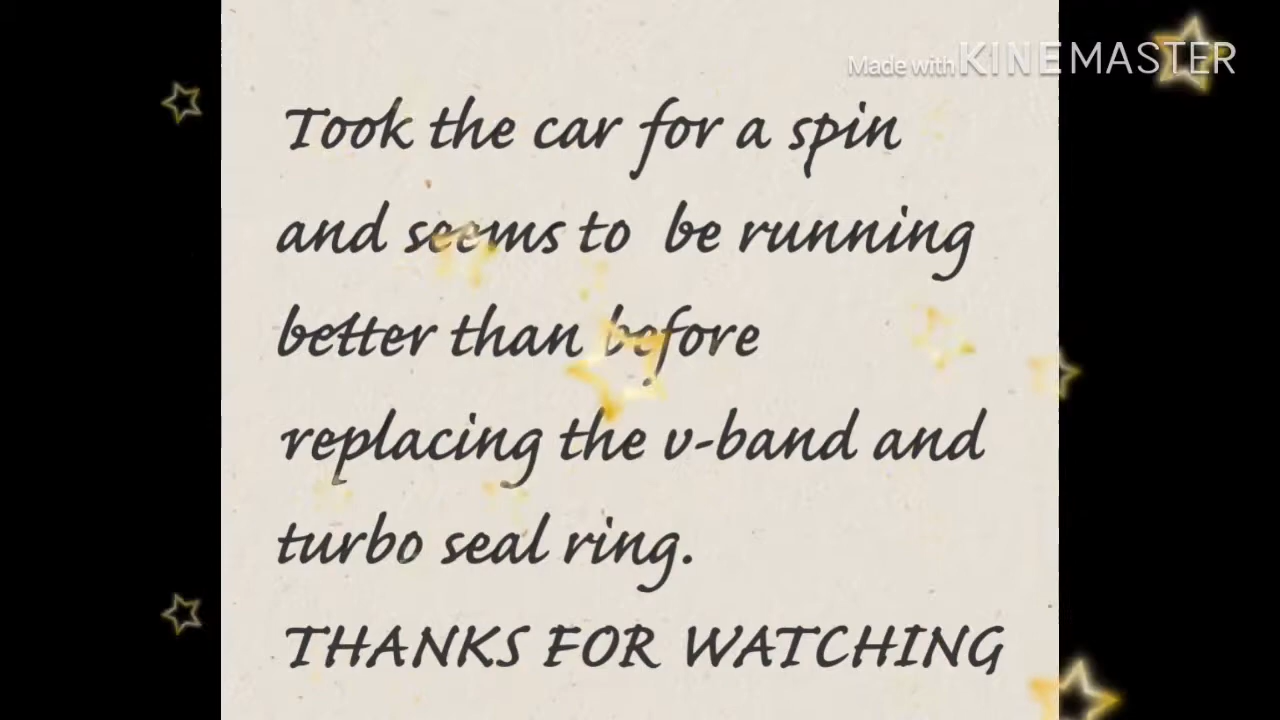 Made with KINEMASTER
Took the car for a spin
and seems to be running
better than before
replacing the v-band and
turbo seal ring.
THANKS FOR WATCHING